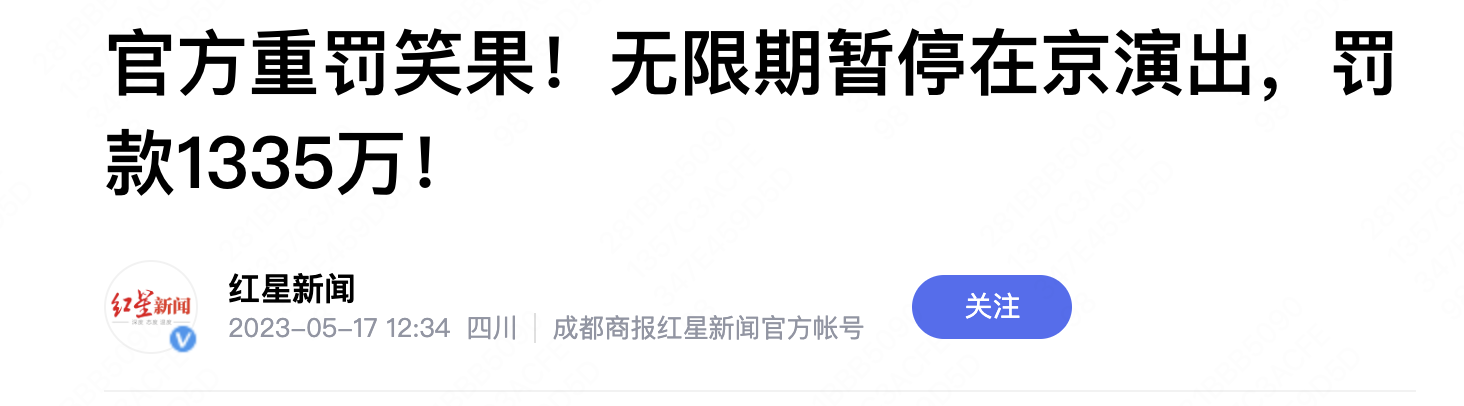 官方重罚笑果！无限期暂停在京演出，罚
款1335万！
红星新闻
红星新闻
2023-05-17 12:34 四川 | 成都商报红星新闻官方帐号
关注